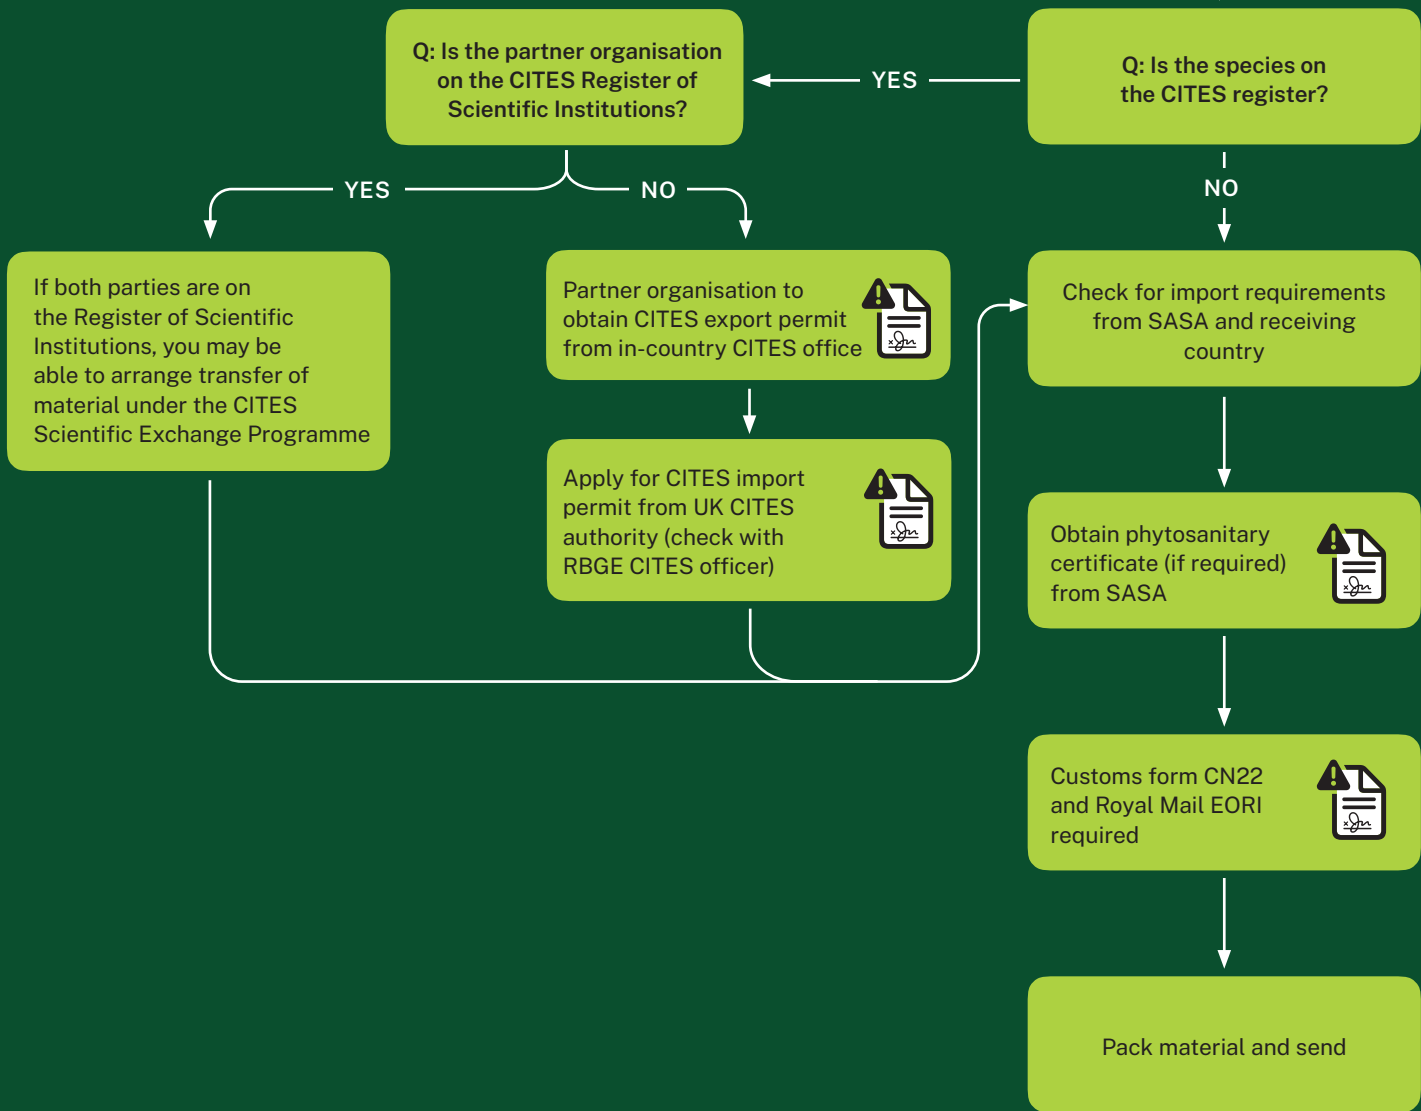 Q: Is the partner organisation
on the CITES Register of
Scientific Institutions?
YES
Q: Is the species on
the CITES register?
YES
NO
NO
If both parties are on
the Register of Scientific
Institutions, you may be
able to arrange transfer of
material under the CITES
Scientific Exchange Programme
Partner organisation to
obtain CITES export permit
from in-country CITES office
Check for import requirements
from SASA and receiving
country
Apply for CITES import
permit from UK CITES
authority (check with
RBGE CITES officer)
Obtain phytosanitary
certificate (if required)
from SASA
Customs form CN22
and Royal Mail EORI
required
Pack material and send